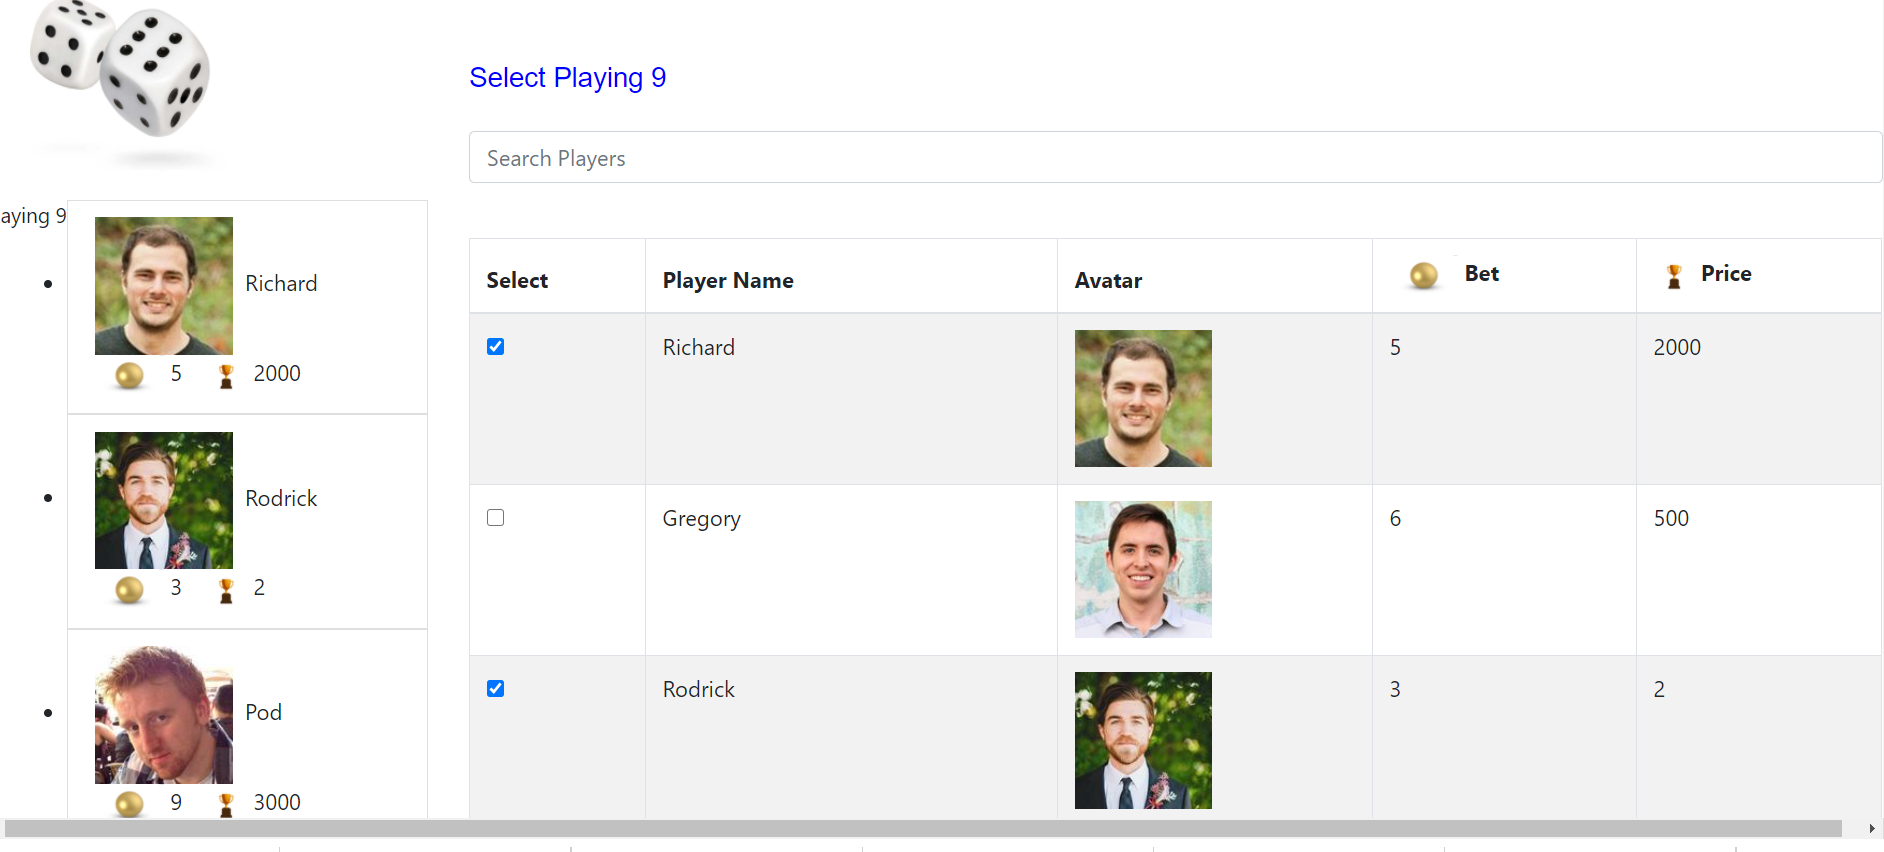 Select Playing 9
Search Players
aying 9
Richard
5 2000
Rodrick
3 2
Pod
9 3000
Select Player Name Avatar Bet Price
Richard 5 2000
Gregory 6 500
Rodrick 3 2